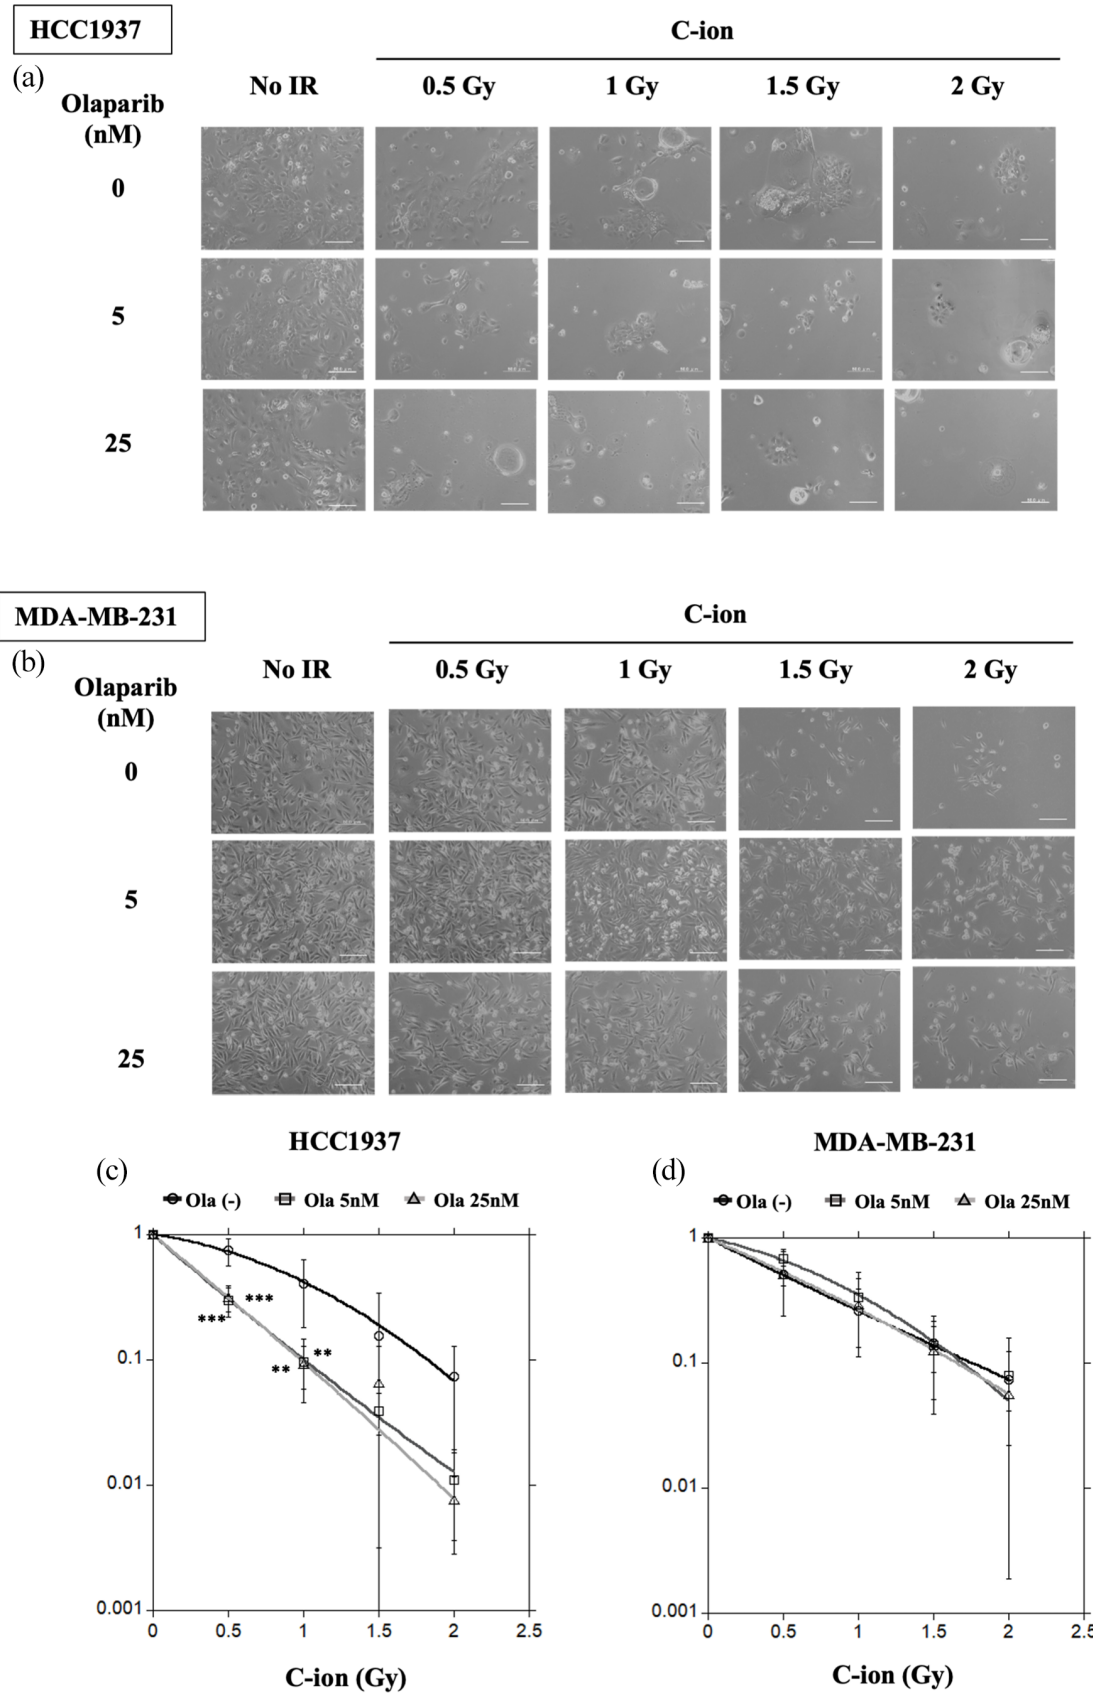 HCC1937
C-ion
(a)
No IR 0.5 Gy 1 Gy 1.5 Gy 2 Gy
Olaparib
(nM)
0
5
25
MDA-MB-231
C-ion
(b)
No IR 0.5 Gy 1 Gy 1.5 Gy 2 Gy
Olaparib
(nM)
0
5
25
HCC1937
(c)
Ola (-) Ola 5nM Ola 25nM
1
***
***
**
**
0.1
0.01
0.001
0 0.5 1 1.5 2 2.5
C-ion (Gy)
MDA-MB-231
(d)
Ola (-) Ola 5nM Ola 25nM
1
0.1
0.01
0.001
0 0.5 1 1.5 2 2.5
C-ion (Gy)